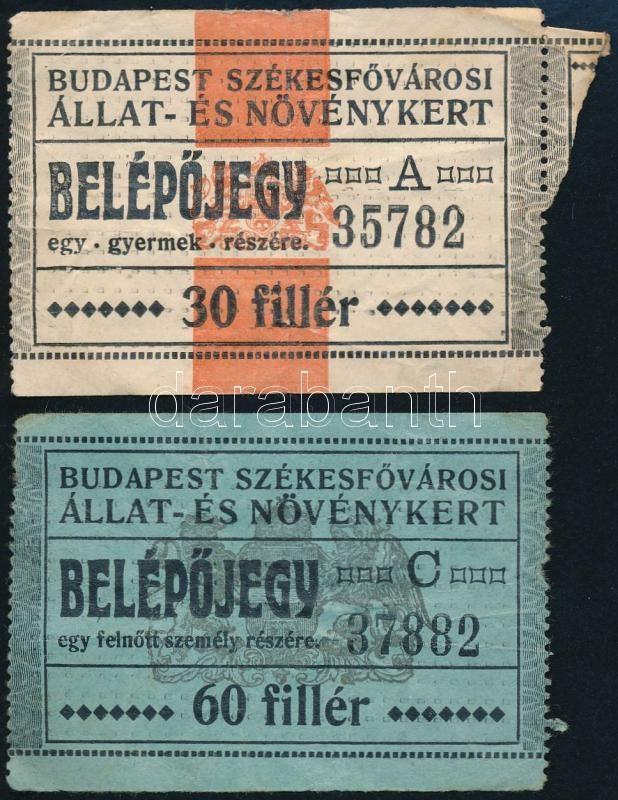 BUDAPEST SZÉKESFŐVÁROSI
ÁLLAT- ÉS NÖVÉNYKERT
BELÉPŐJEGY
A
egy · gyermek · részére.
35782
30 fillér
darabanth
BUDAPEST SZÉKESFŐVÁROSI
ÁLLAT- ÉS NÖVÉNYKERT
BELÉPŐJEGY
C
egy felnőtt személy részére.
37882
60 fillér